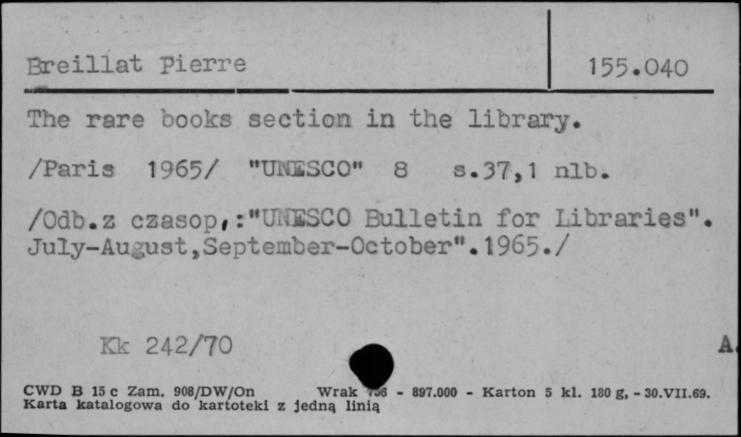 Breillat Pierre 155.040
The rare books section in the library.
/Paris 1965/ "UNESCO" 8 s.37,1 nlb.
/Odb.z czasop,:"UNESCO Bulletin for Libraries".
July-August,September-October".1965./
Kk 242/70 A.
CWD B 15 c Zam. 908/DW/On Wrak - 897.000 - Karton 5 kl. 180 g, - 30.VII.69.
Karta katalogowa do kartoteki z jedną linią